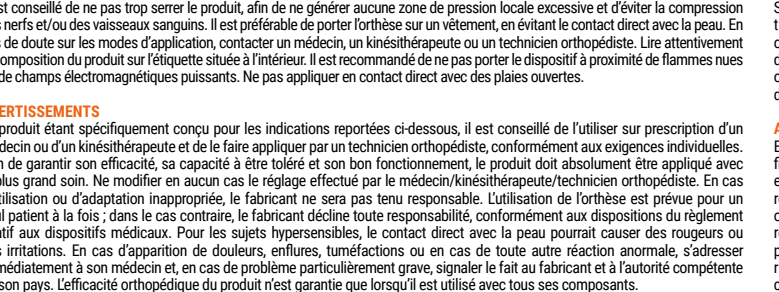 st conseillé de ne pas trop serrer le produit, afin de ne générer aucune zone de pression locale excessive et d'éviter la compression
nerfs et/ou des vaisseaux sanguins. Il est préférable de porter l'orthèse sur un vêtement, en évitant le contact direct avec la peau. En
de doute sur les modes d'application, contacter un médecin, un kinésithérapeute ou un technicien orthopédiste. Lire attentivement
omposition du produit sur l'étiquette située à l'intérieur. Il est recommandé de ne pas porter le dispositif à proximité de flammes nues
de champs électromagnétiques puissants. Ne pas appliquer en contact direct avec des plaies ouvertes.
ERTISSEMENTS
produit étant spécifiquement conçu pour les indications reportées ci-dessous, il est conseillé de l'utiliser sur prescription d'un
decin ou d'un kinésithérapeute et de le faire appliquer par un technicien orthopédiste, conformément aux exigences individuelles.
n de garantir son efficacité, sa capacité à être toléré et son bon fonctionnement, le produit doit absolument être appliqué avec
plus grand soin. Ne modifier en aucun cas le réglage effectué par le médecin/kinésithérapeute/technicien orthopédiste. En cas
tilisation ou d'adaptation inappropriée, le fabricant ne sera pas tenu responsable. L'utilisation de l'orthèse est prévue pour un
ul patient à la fois ; dans le cas contraire, le fabricant décline toute responsabilité, conformément aux dispositions du règlement
atif aux dispositifs médicaux. Pour les sujets hypersensibles, le contact direct avec la peau pourrait causer des rougeurs ou
irritations. En cas d'apparition de douleurs, enflures, tuméfactions ou en cas de toute autre réaction anormale, s'adresser
médiatement à son médecin et, en cas de problème particulièrement grave, signaler le fait au fabricant et à l'autorité compétente
son pays. L'efficacité orthopédique du produit n'est garantie que lorsqu'il est utilisé avec tous ses composants.